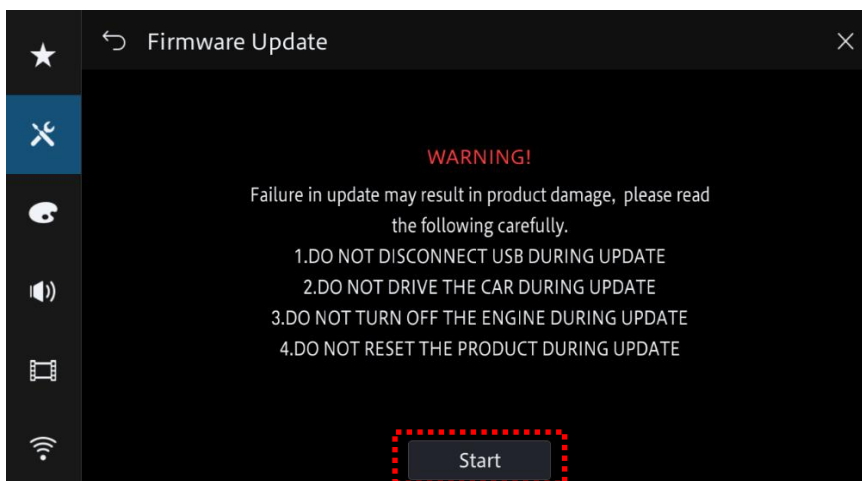 Firmware Update
WARNING!
Failure in update may result in product damage, please read
the following carefully.
1.DO NOT DISCONNECT USB DURING UPDATE
2.DO NOT DRIVE THE CAR DURING UPDATE
3.DO NOT TURN OFF THE ENGINE DURING UPDATE
4.DO NOT RESET THE PRODUCT DURING UPDATE
Start